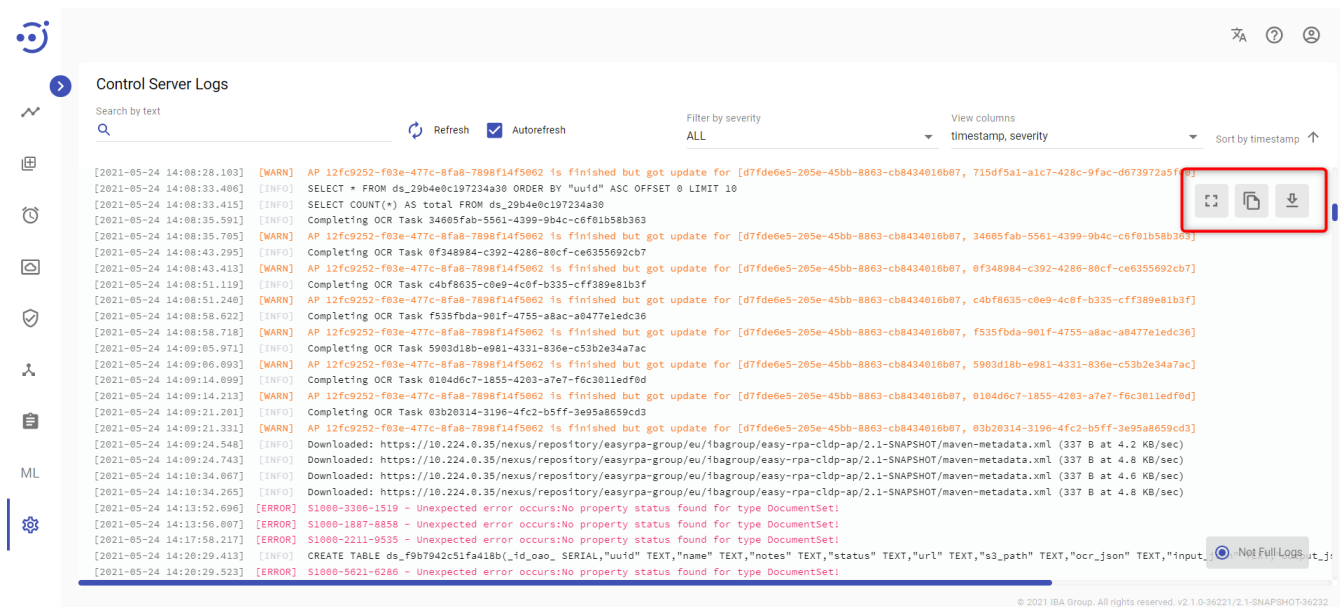 Control Server Logs
Search by text
Refresh
Autorefresh
Filter by severity
ALL
View columns
timestamp, severity
Sort by timestamp
[2021-05-24 14:08:28.103] [WARN] AP 12fc9252-f03e-477c-8fa8-7898f14f5062 is finished but got update for [d7fde6e5-205e-45bb-8863-cb8434016b07, 715df5a1-a1c7-428c-9fac-d673972a5f60]
[2021-05-24 14:08:33.406] [INFO] SELECT * FROM ds_29b4e0c197234a30 ORDER BY "uuid" ASC OFFSET 0 LIMIT 10
[2021-05-24 14:08:33.415] [INFO] SELECT COUNT(*) AS total FROM ds_29b4e0c197234a30
[2021-05-24 14:08:35.591] [INFO] Completing OCR Task 34605fab-5561-4399-9b4c-c6f01b58b363
[2021-05-24 14:08:35.705] [WARN] AP 12fc9252-f03e-477c-8fa8-7898f14f5062 is finished but got update for [d7fde6e5-205e-45bb-8863-cb8434016b07, 34605fab-5561-4399-9b4c-c6f01b58b363]
[2021-05-24 14:08:43.295] [INFO] Completing OCR Task 0f348984-c392-4286-80cf-ce6355692cb7
[2021-05-24 14:08:43.413] [WARN] AP 12fc9252-f03e-477c-8fa8-7898f14f5062 is finished but got update for [d7fde6e5-205e-45bb-8863-cb8434016b07, 0f348984-c392-4286-80cf-ce6355692cb7]
[2021-05-24 14:08:51.119] [INFO] Completing OCR Task c4bf8635-c0e9-4c0f-b335-cff389e81b3f
[2021-05-24 14:08:51.240] [WARN] AP 12fc9252-f03e-477c-8fa8-7898f14f5062 is finished but got update for [d7fde6e5-205e-45bb-8863-cb8434016b07, c4bf8635-c0e9-4c0f-b335-cff389e81b3f]
[2021-05-24 14:08:58.622] [INFO] Completing OCR Task f535fbda-901f-4755-a8ac-a0477e1edc36
[2021-05-24 14:08:58.718] [WARN] AP 12fc9252-f03e-477c-8fa8-7898f14f5062 is finished but got update for [d7fde6e5-205e-45bb-8863-cb8434016b07, f535fbda-901f-4755-a8ac-a0477e1edc36]
[2021-05-24 14:09:05.971] [INFO] Completing OCR Task 5903d18b-e981-4331-836e-c53b2e34a7ac
[2021-05-24 14:09:06.093] [WARN] AP 12fc9252-f03e-477c-8fa8-7898f14f5062 is finished but got update for [d7fde6e5-205e-45bb-8863-cb8434016b07, 5903d18b-e981-4331-836e-c53b2e34a7ac]
[2021-05-24 14:09:14.099] [INFO] Completing OCR Task 0104d6c7-1855-4203-a7e7-f6c3011edf0d
[2021-05-24 14:09:14.213] [WARN] AP 12fc9252-f03e-477c-8fa8-7898f14f5062 is finished but got update for [d7fde6e5-205e-45bb-8863-cb8434016b07, 0104d6c7-1855-4203-a7e7-f6c3011edf0d]
[2021-05-24 14:09:21.201] [INFO] Completing OCR Task 03b20314-3196-4fc2-b5ff-3e95a8659cd3
[2021-05-24 14:09:21.331] [WARN] AP 12fc9252-f03e-477c-8fa8-7898f14f5062 is finished but got update for [d7fde6e5-205e-45bb-8863-cb8434016b07, 03b20314-3196-4fc2-b5ff-3e95a8659cd3]
[2021-05-24 14:09:24.548] [INFO] Downloaded: https://10.224.0.35/nexus/repository/easyrpa-group/eu/ibagroup/easy-rpa-cldp-ap/2.1-SNAPSHOT/maven-metadata.xml (337 B at 4.2 KB/sec)
[2021-05-24 14:09:24.743] [INFO] Downloaded: https://10.224.0.35/nexus/repository/easyrpa-group/eu/ibagroup/easy-rpa-cldp-ap/2.1-SNAPSHOT/maven-metadata.xml (337 B at 4.8 KB/sec)
[2021-05-24 14:10:34.067] [INFO] Downloaded: https://10.224.0.35/nexus/repository/easyrpa-group/eu/ibagroup/easy-rpa-cldp-ap/2.1-SNAPSHOT/maven-metadata.xml (337 B at 4.6 KB/sec)
[2021-05-24 14:10:34.265] [INFO] Downloaded: https://10.224.0.35/nexus/repository/easyrpa-group/eu/ibagroup/easy-rpa-cldp-ap/2.1-SNAPSHOT/maven-metadata.xml (337 B at 4.8 KB/sec)
[2021-05-24 14:13:52.696] [ERROR] S1000-3306-1519 - Unexpected error occurs:No property status found for type DocumentSet!
[2021-05-24 14:13:56.007] [ERROR] S1000-1887-8858 - Unexpected error occurs:No property status found for type DocumentSet!
[2021-05-24 14:17:58.217] [ERROR] S1000-2211-9535 - Unexpected error occurs:No property status found for type DocumentSet!
[2021-05-24 14:20:29.413] [INFO] CREATE TABLE ds_f9b7942c51fa418b(_id_oao_ SERIAL,"uuid" TEXT,"name" TEXT,"notes" TEXT,"status" TEXT,"url" TEXT,"s3_path" TEXT,"ocr_json" TEXT,"input_
[2021-05-24 14:20:29.523] [ERROR] S1000-5621-6286 - Unexpected error occurs:No property status found for type DocumentSet!
Not Full Logs
ML
© 2021 IBA Group. All rights reserved. v2.1.0-36221/2.1-SNAPSHOT-36232